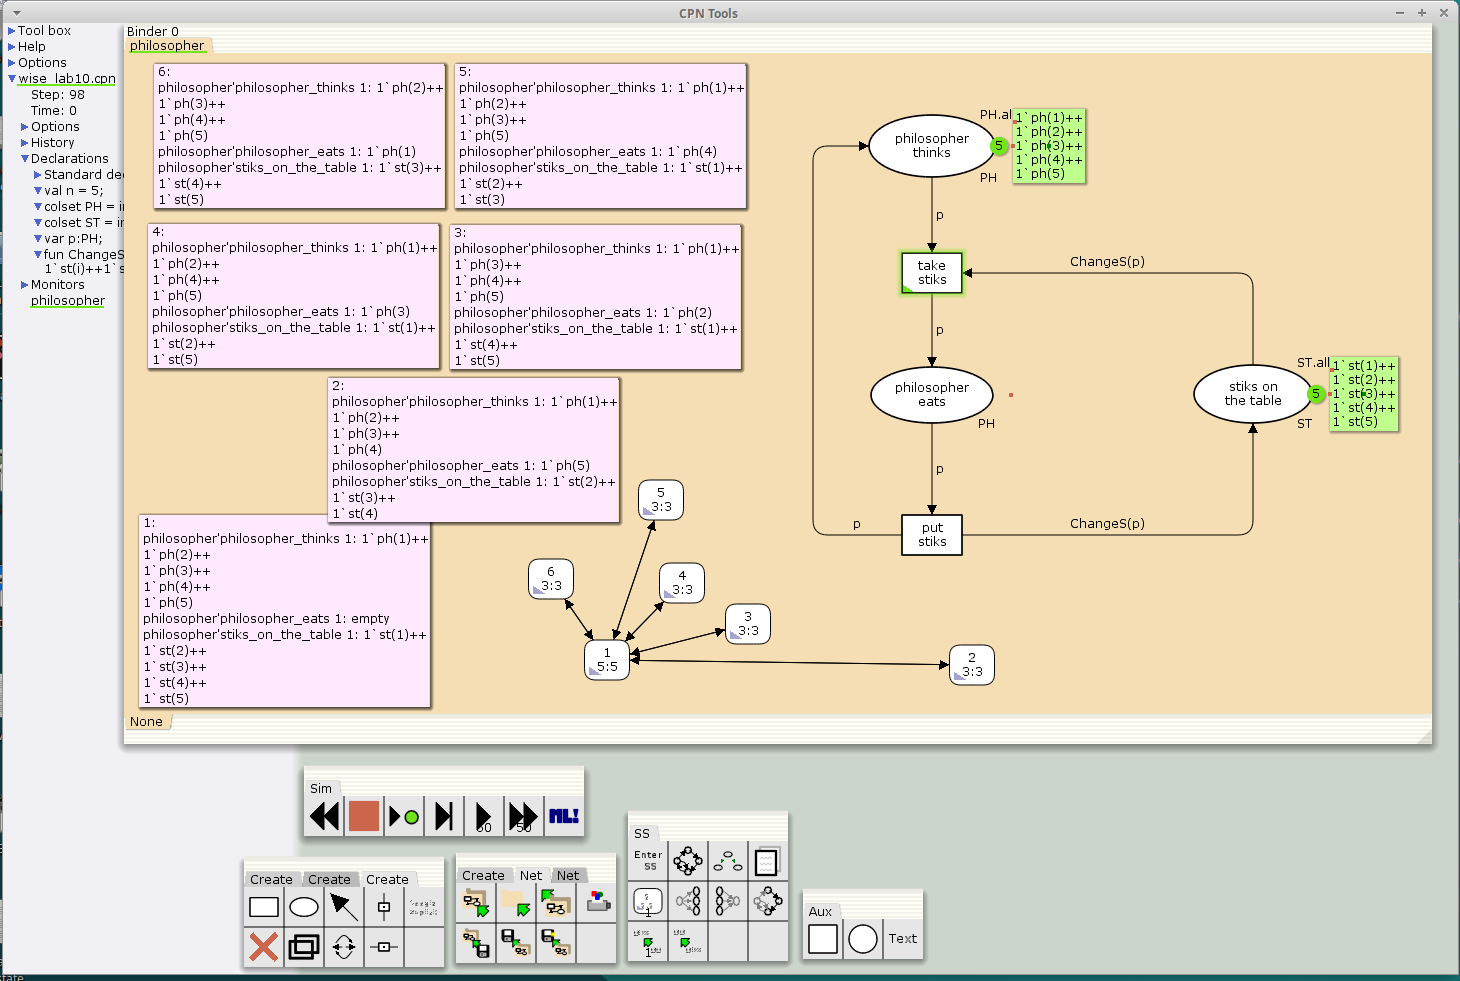 CPN Tools
Tool box
Help
Options
wise_lab10.cpn
Step: 98
Time: 0
Options
History
Declarations
Standard de
val n = 5;
colset PH = i
colset ST = i
var p:PH;
fun ChangeS
1`st(i)++1`s
Monitors
philosopher
Binder 0
philosopher
6:
philosopher'philosopher_thinks 1: 1`ph(2)++
1`ph(3)++
1`ph(4)++
1`ph(5)
philosopher'philosopher_eats 1: 1`ph(1)
philosopher'stiks_on_the_table 1: 1`st(3)++
1`st(4)++
1`st(5)
5:
philosopher'philosopher_thinks 1: 1`ph(1)++
1`ph(2)++
1`ph(3)++
1`ph(5)
philosopher'philosopher_eats 1: 1`ph(4)
philosopher'stiks_on_the_table 1: 1`st(1)++
1`st(2)++
1`st(3)
4:
philosopher'philosopher_thinks 1: 1`ph(1)++
1`ph(2)++
1`ph(4)++
1`ph(5)
philosopher'philosopher_eats 1: 1`ph(3)
philosopher'stiks_on_the_table 1: 1`st(1)++
1`st(2)++
1`st(5)
3:
philosopher'philosopher_thinks 1: 1`ph(1)++
1`ph(3)++
1`ph(4)++
1`ph(5)
philosopher'philosopher_eats 1: 1`ph(2)
philosopher'stiks_on_the_table 1: 1`st(1)++
1`st(4)++
1`st(5)
2:
philosopher'philosopher_thinks 1: 1`ph(1)++
1`ph(2)++
1`ph(3)++
1`ph(4)
philosopher'philosopher_eats 1: 1`ph(5)
philosopher'stiks_on_the_table 1: 1`st(2)++
1`st(3)++
1`st(4)
1:
philosopher'philosopher_thinks 1: 1`ph(1)++
1`ph(2)++
1`ph(3)++
1`ph(4)++
1`ph(5)
philosopher'philosopher_eats 1: empty
philosopher'stiks_on_the_table 1: 1`st(1)++
1`st(2)++
1`st(3)++
1`st(4)++
1`st(5)
5
3:3
6
3:3
4
3:3
3
3:3
1
5:5
2
3:3
PH.al
philosopher
thinks
5
PH
1`ph(1)++
1`ph(2)++
1`ph(3)++
1`ph(4)++
1`ph(5)
p
take
stiks
ChangeS(p)
p
philosopher
eats
PH
ST.all
stiks on
the table
5
ST
1`st(1)++
1`st(2)++
1`st(3)++
1`st(4)++
1`st(5)
p
p
put
stiks
ChangeS(p)
None
Sim
50
50
ML!
SS
Enter
SS
1
1
Create
Create
Create
Create
Net
Net
Aux
Text